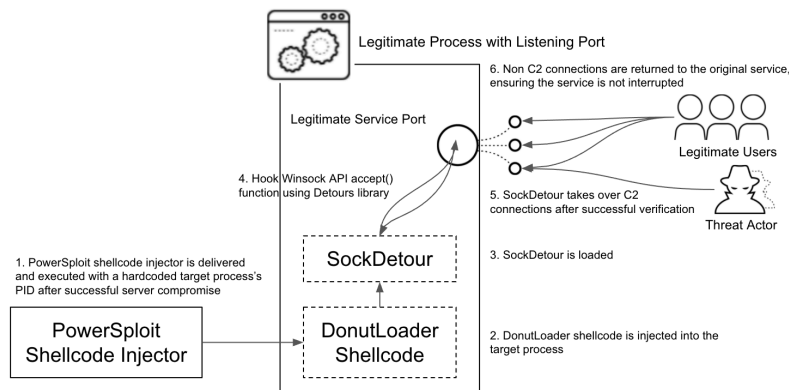 Legitimate Process with Listening Port
6. Non C2 connections are returned to the original service,
ensuring the service is not interrupted
Legitimate Service Port
Legitimate Users
4. Hook Winsock API accept()
function using Detours library
5. SockDetour takes over C2
connections after successful verification
Threat Actor
SockDetour
3. SockDetour is loaded
1. PowerSploit shellcode injector is delivered
and executed with a hardcoded target process's
PID after successful server compromise
PowerSploit
Shellcode Injector
DonutLoader
Shellcode
2. DonutLoader shellcode is injected into the
target process